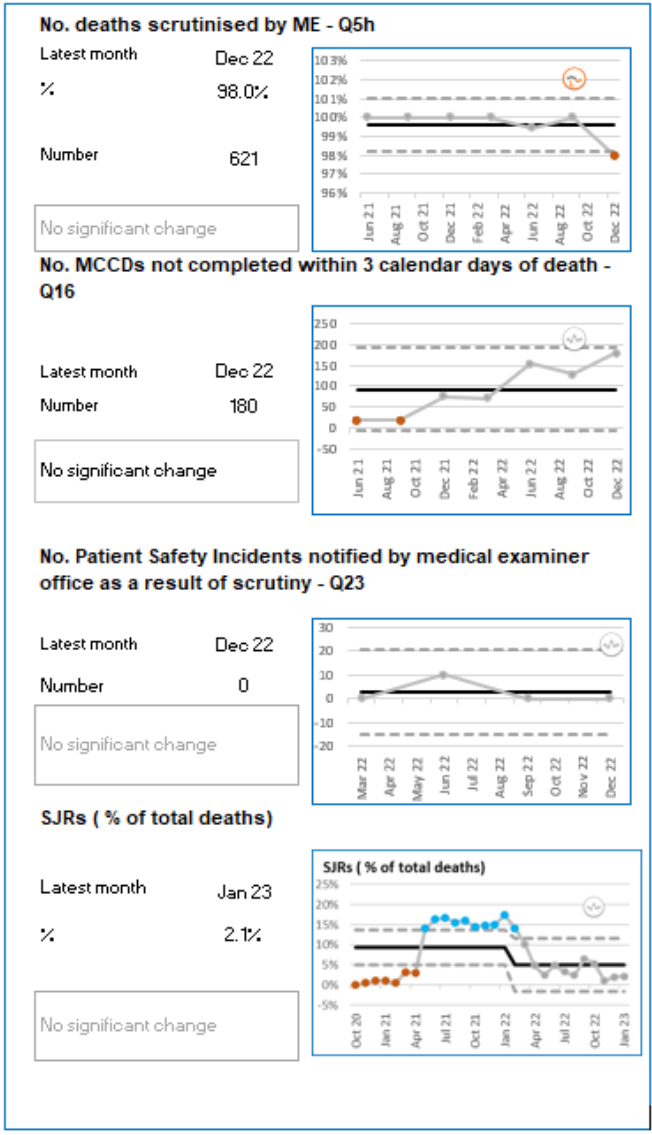 No. deaths scrutinised by ME - Q5h
Latest month Dec 22
% 98.0%
Number 621
No significant change
103%
102%
101%
100%
99%
98%
97%
96%
Jun 21
Aug 21
Oct 21
Dec 21
Feb 22
Apr 22
Jun 22
Aug 22
Oct 22
Dec 22
No. MCCDs not completed within 3 calendar days of death -
Q16
Latest month Dec 22
Number 180
No significant change
250
200
150
100
50
0
-50
Jun 21
Aug 21
Oct 21
Dec 21
Feb 22
Apr 22
Jun 22
Aug 22
Oct 22
Dec 22
No. Patient Safety Incidents notified by medical examiner
office as a result of scrutiny - Q23
Latest month Dec 22
Number 0
No significant change
30
20
10
0
-10
-20
Mar 22
Apr 22
May 22
Jun 22
Jul 22
Aug 22
Sep 22
Oct 22
Nov 22
Dec 22
SJRs ( % of total deaths)
Latest month Jan 23
% 2.1%
No significant change
SJRs ( % of total deaths)
25%
20%
15%
10%
5%
0%
-5%
Oct 20
Jan 21
Apr 21
Jul 21
Oct 21
Jan 22
Apr 22
Jul 22
Oct 22
Jan 23